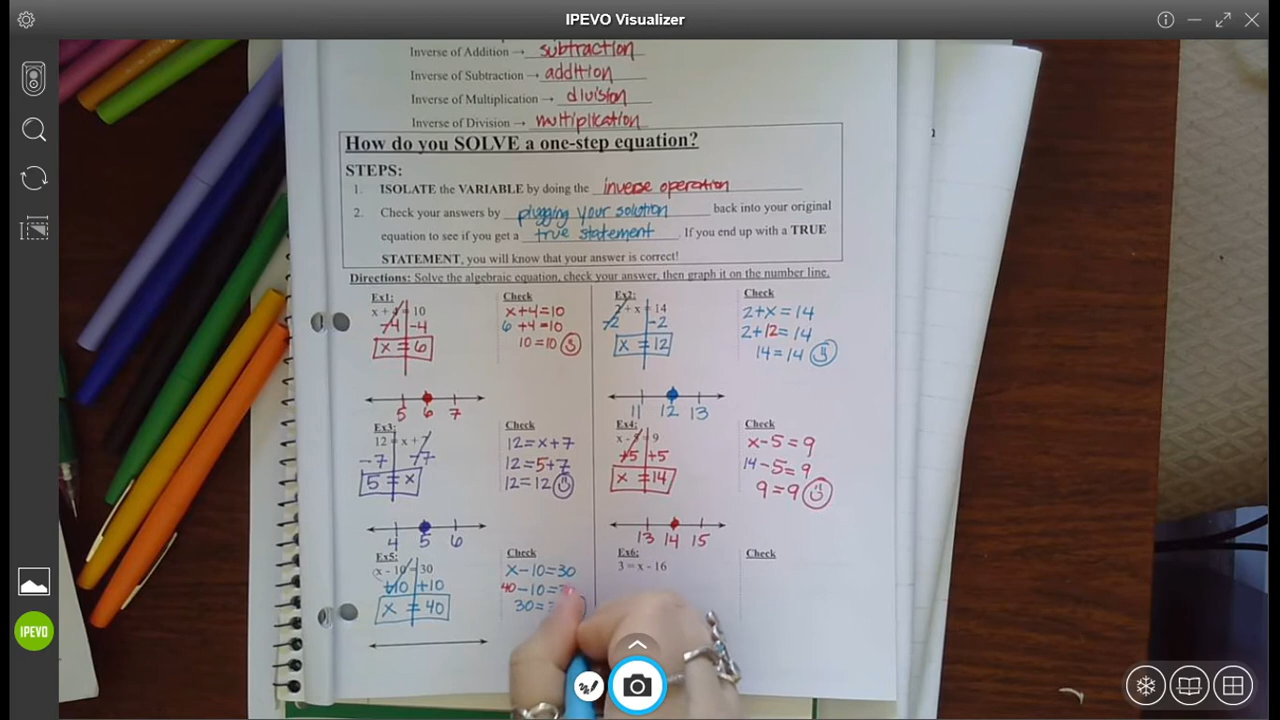 IPEVO Visualizer
Inverse of Addition → subtraction
Inverse of Subtraction → addition
Inverse of Multiplication → division
Inverse of Division → multiplication
How do you SOLVE a one-step equation?
STEPS:
1. ISOLATE the VARIABLE by doing the inverse operation
2. Check your answers by plugging your solution back into your original
equation to see if you get a true statement. If you end up with a TRUE
STATEMENT, you will know that your answer is correct!
Directions: Solve the algebraic equation, check your answer, then graph it on the number line.
Ex1:
x + 4 = 10
-4 -4
x = 6
Check
x+4=10
6+4=10
10=10
5 6 7
Ex2:
2 + x = 14
-2 -2
x = 12
Check
2+x=14
2+12=14
14=14
11 12 13
Ex3:
12 = x + 7
-7 -7
5 = x
Check
12=x+7
12=5+7
12=12
4 5 6
Ex4:
x - 5 = 9
+5 +5
x = 14
Check
x-5=9
14-5=9
9=9
13 14 15
Ex5:
x - 10 = 30
+10 +10
x = 40
Check
x-10=30
40-10=
30=
Ex6:
3 = x - 16
Check
IPEVO